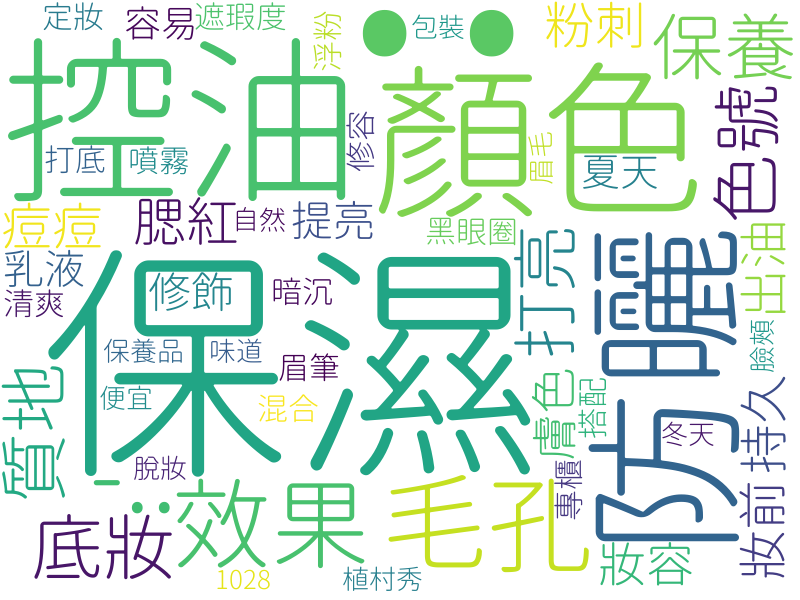 定妝
容易
遮瑕度
浮粉
包裝
粉刺
保養
控油
顏色
色號
修容
眉毛
夏天
打底
噴霧
痘痘
腮紅
自然
提亮
黑眼圈
出油
乳液
清爽
保濕
修飾
暗沉
打亮
防曬
臉頰
保養品
味道
眉筆
質地
便宜
混合
膚色
搭配
持久
冬天
脫妝
專櫃
底妝
效果
毛孔
妝前
妝容
1028
植村秀